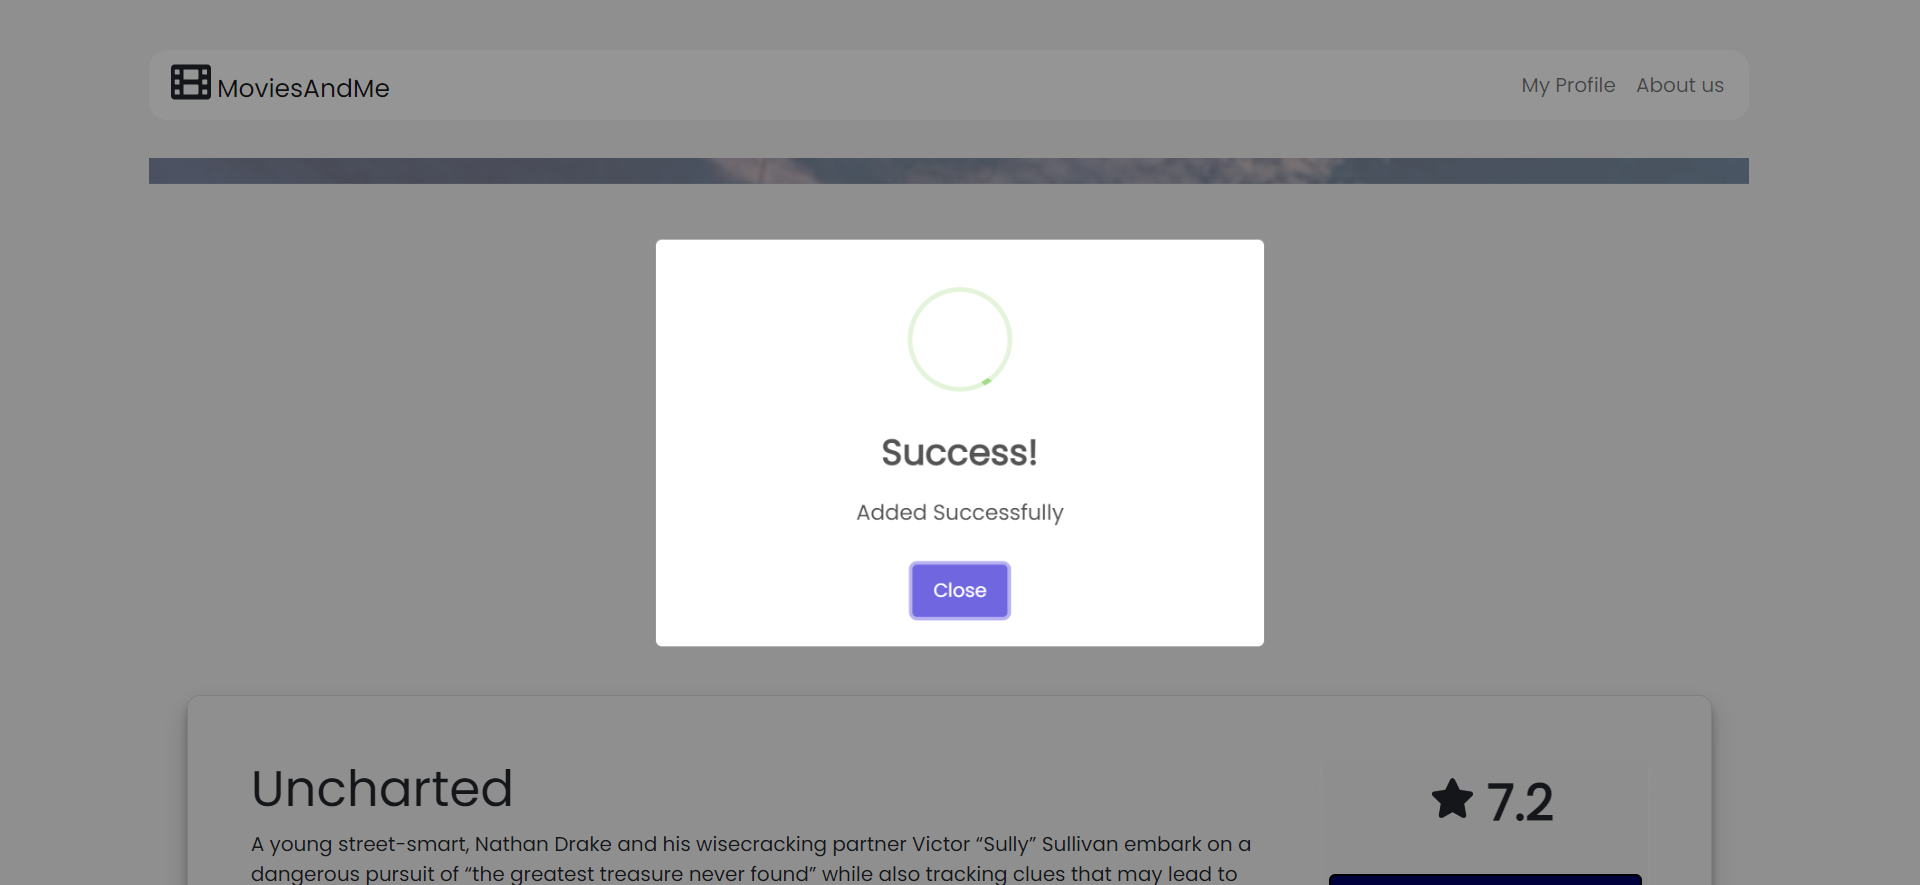 MoviesAndMe
My Profile
About us
Success!
Added Successfully
Close
Uncharted
7.2
A young street-smart, Nathan Drake and his wisecracking partner Victor “Sully” Sullivan embark on a
dangerous pursuit of “the greatest treasure never found” while also tracking clues that may lead to